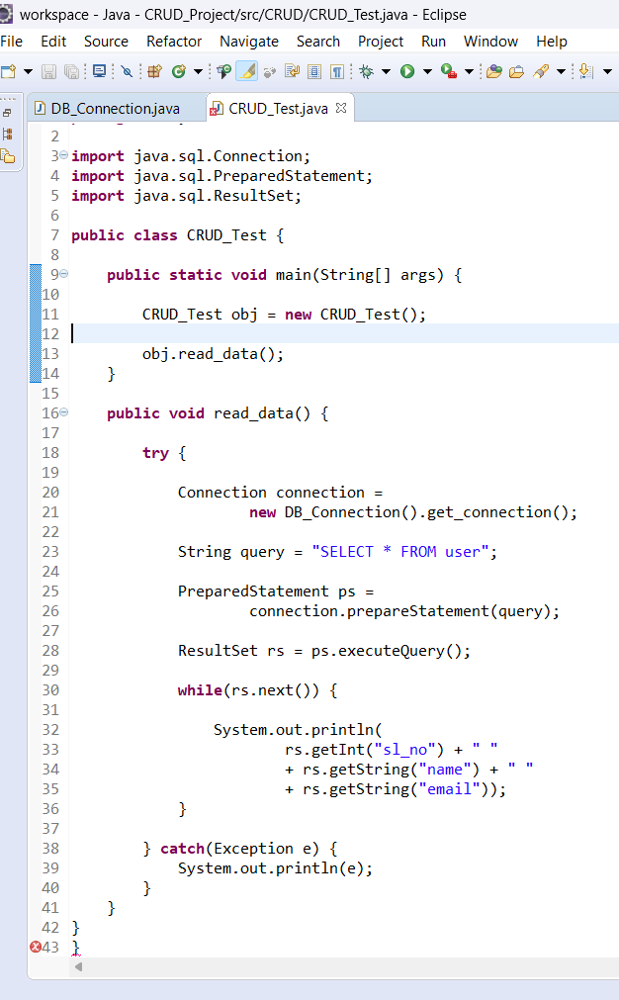 workspace - Java - CRUD_Project/src/CRUD/CRUD_Test.java - Eclipse
File Edit Source Refactor Navigate Search Project Run Window Help
DB_Connection.java CRUD_Test.java
2
3 import java.sql.Connection;
4 import java.sql.PreparedStatement;
5 import java.sql.ResultSet;
6
7 public class CRUD_Test {
8
9 public static void main(String[] args) {
10
11 CRUD_Test obj = new CRUD_Test();
12
13 obj.read_data();
14 }
15
16 public void read_data() {
17
18 try {
19
20 Connection connection =
21 new DB_Connection().get_connection();
22
23 String query = "SELECT * FROM user";
24
25 PreparedStatement ps =
26 connection.prepareStatement(query);
27
28 ResultSet rs = ps.executeQuery();
29
30 while(rs.next()) {
31
32 System.out.println(
33 rs.getInt("sl_no") + " "
34 + rs.getString("name") + " "
35 + rs.getString("email"));
36 }
37
38 } catch(Exception e) {
39 System.out.println(e);
40 }
41 }
42 }
43 }